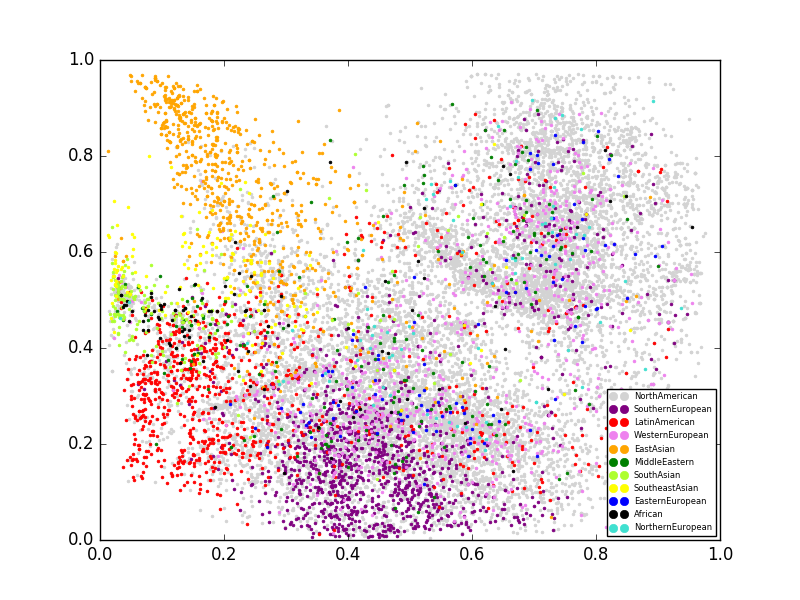 1.0
0.8
0.6
0.4
0.2
0.0
0.0 0.2 0.4 0.6 0.8 1.0
NorthAmerican
SouthernEuropean
LatinAmerican
WesternEuropean
EastAsian
MiddleEastern
SouthAsian
SoutheastAsian
EasternEuropean
African
NorthernEuropean